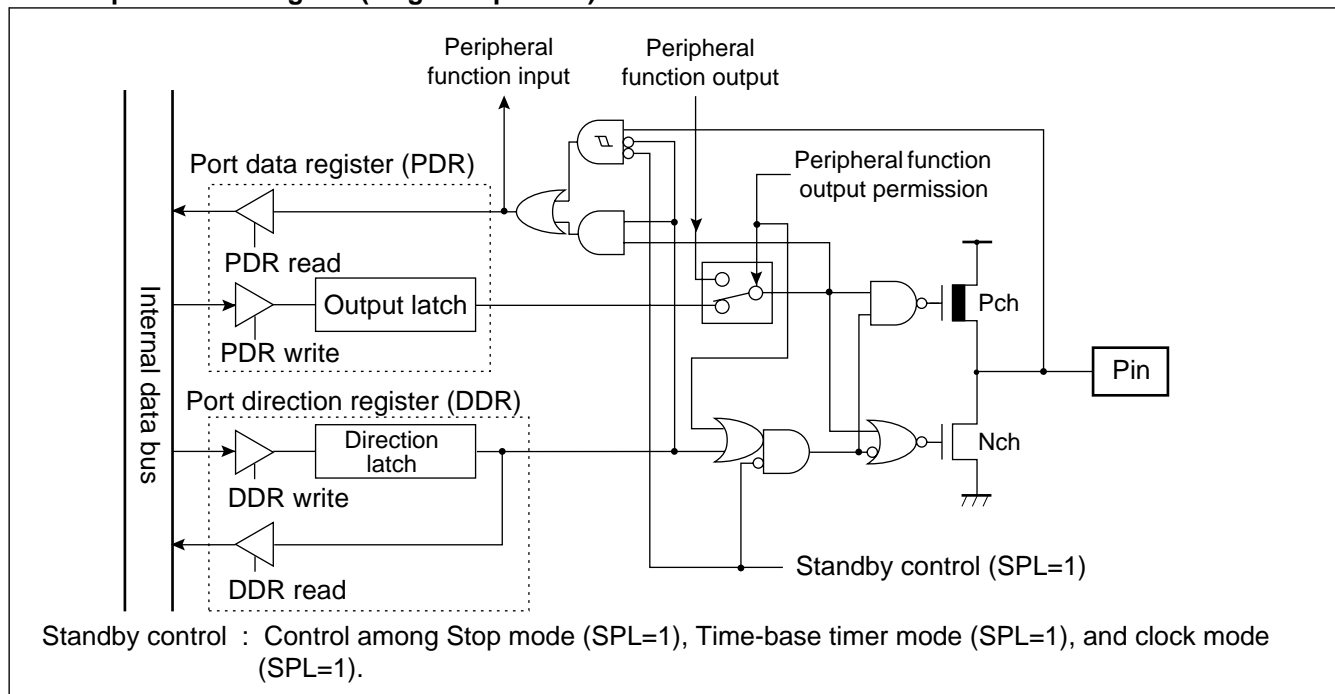 Peripheral
function input
Peripheral
function output
Port data register (PDR)
Peripheral function
output permission
PDR read
Output latch
PDR write
Pch
Pin
Internal data bus
Port direction register (DDR)
Direction
latch
Nch
DDR write
DDR read
Standby control (SPL=1)
Standby control : Control among Stop mode (SPL=1), Time-base timer mode (SPL=1), and clock mode
(SPL=1).